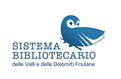 SISTEMA
BIBLIOTECARIO
delle Valli e delle Dolomiti Friulane